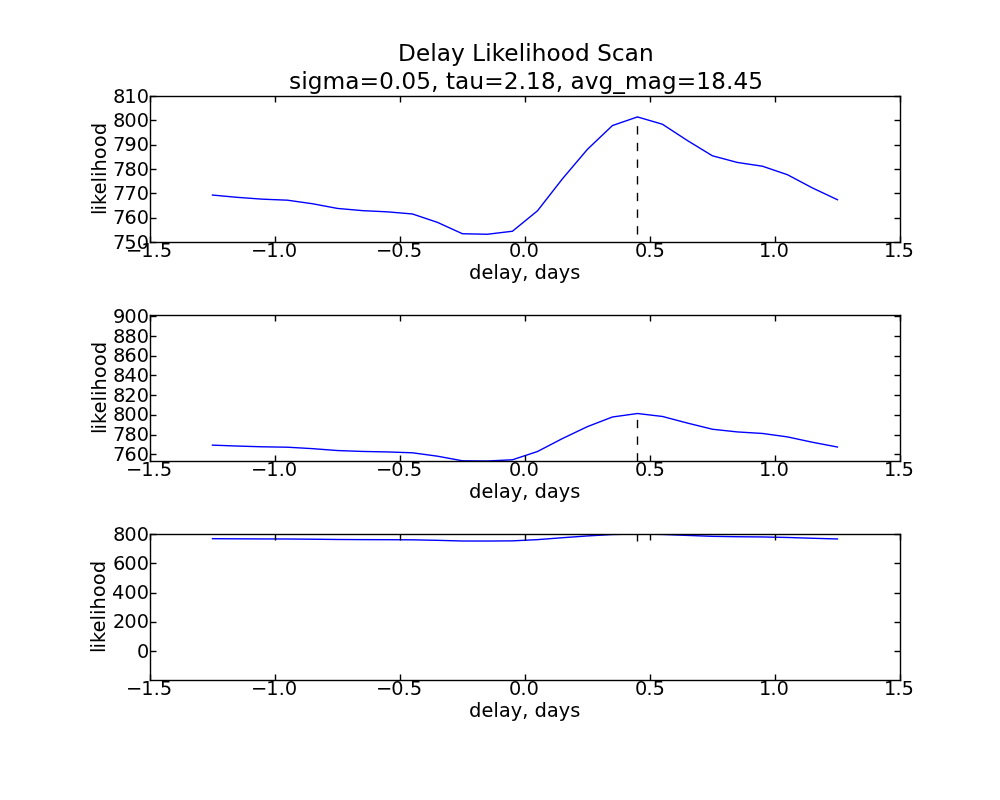 Delay Likelihood Scan
sigma=0.05, tau=2.18, avg_mag=18.45
810
800
790
780
770
760
750
likelihood
−1.5 −1.0 −0.5 0.0 0.5 1.0 1.5
delay, days
900
880
860
840
820
800
780
760
likelihood
−1.5 −1.0 −0.5 0.0 0.5 1.0 1.5
delay, days
800
600
400
200
0
likelihood
−1.5 −1.0 −0.5 0.0 0.5 1.0 1.5
delay, days